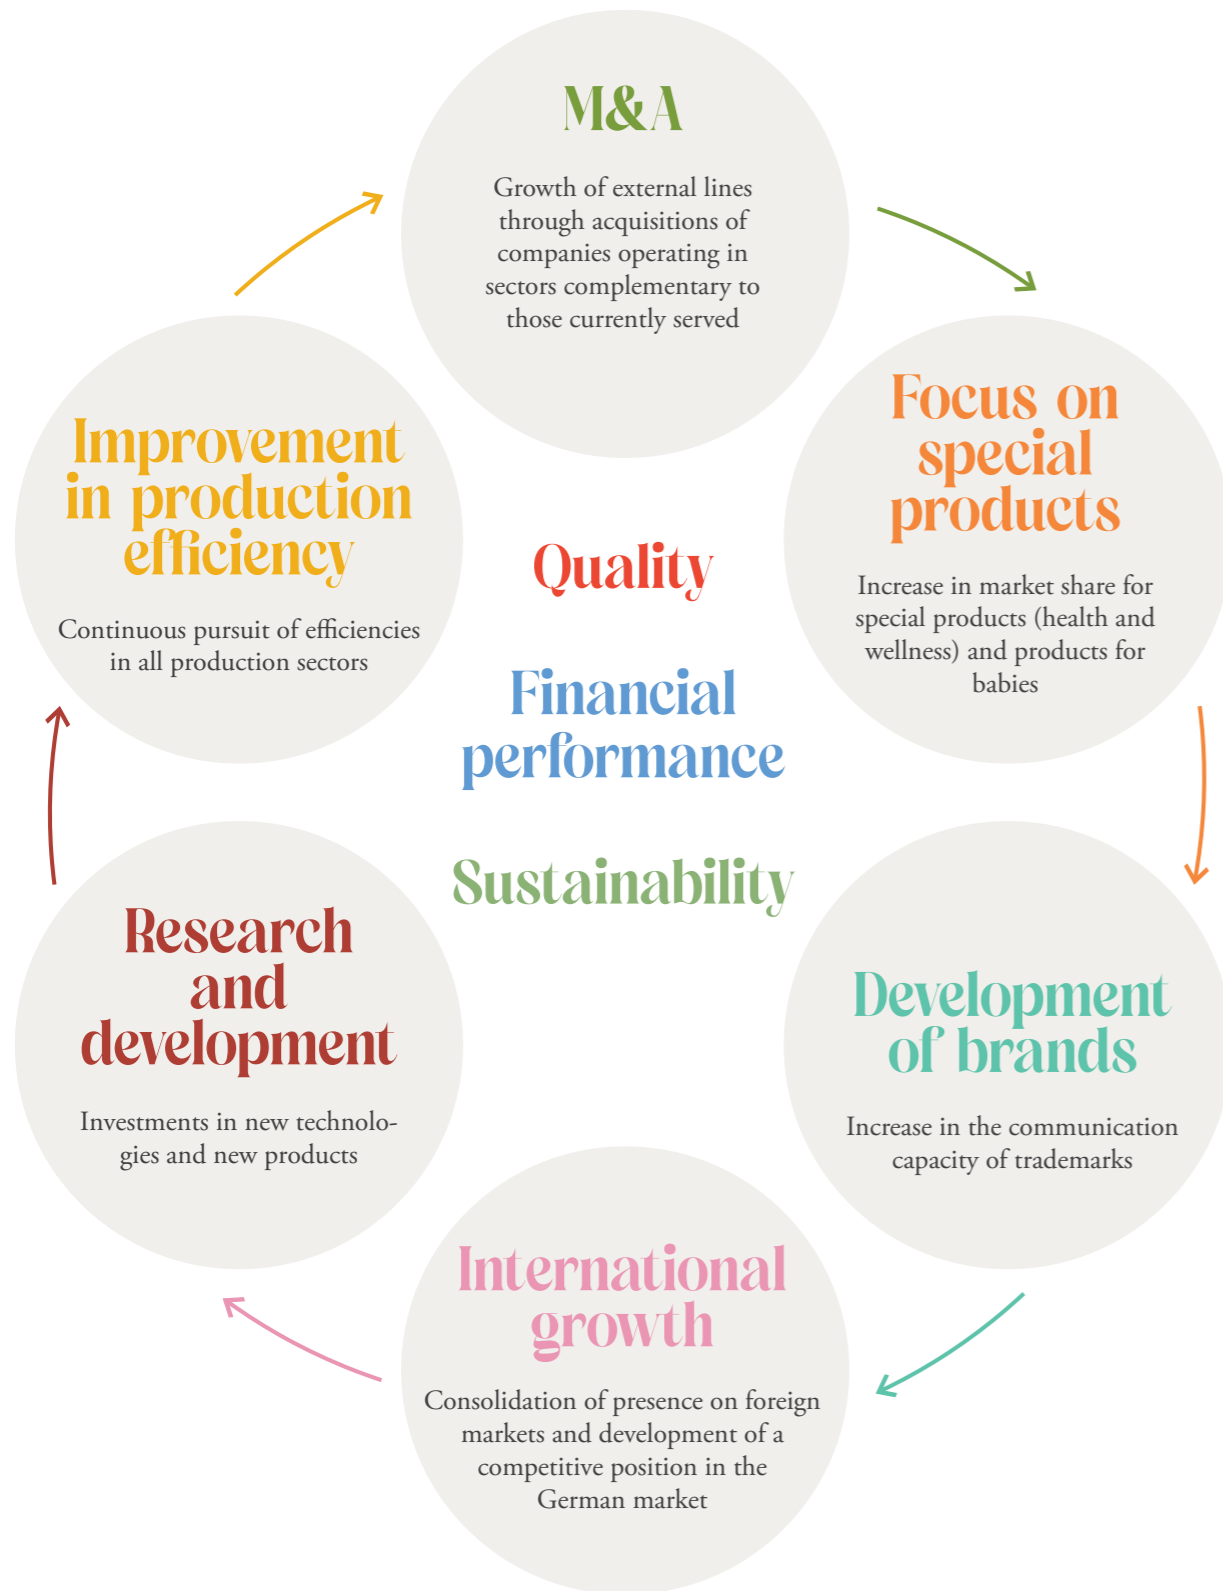 M&A
Growth of external lines
through acquisitions of
companies operating in
sectors complementary to
those currently served
Focus on
special
products
Increase in market share for
special products (health and
wellness) and products for
babies
Development
of brands
Increase in the communication
capacity of trademarks
International
growth
Consolidation of presence on foreign
markets and development of a
competitive position in the
German market
Research
and
development
Investments in new technolo-
gies and new products
Improvement
in production
efficiency
Continuous pursuit of efficiencies
in all production sectors
Quality
Financial
performance
Sustainability